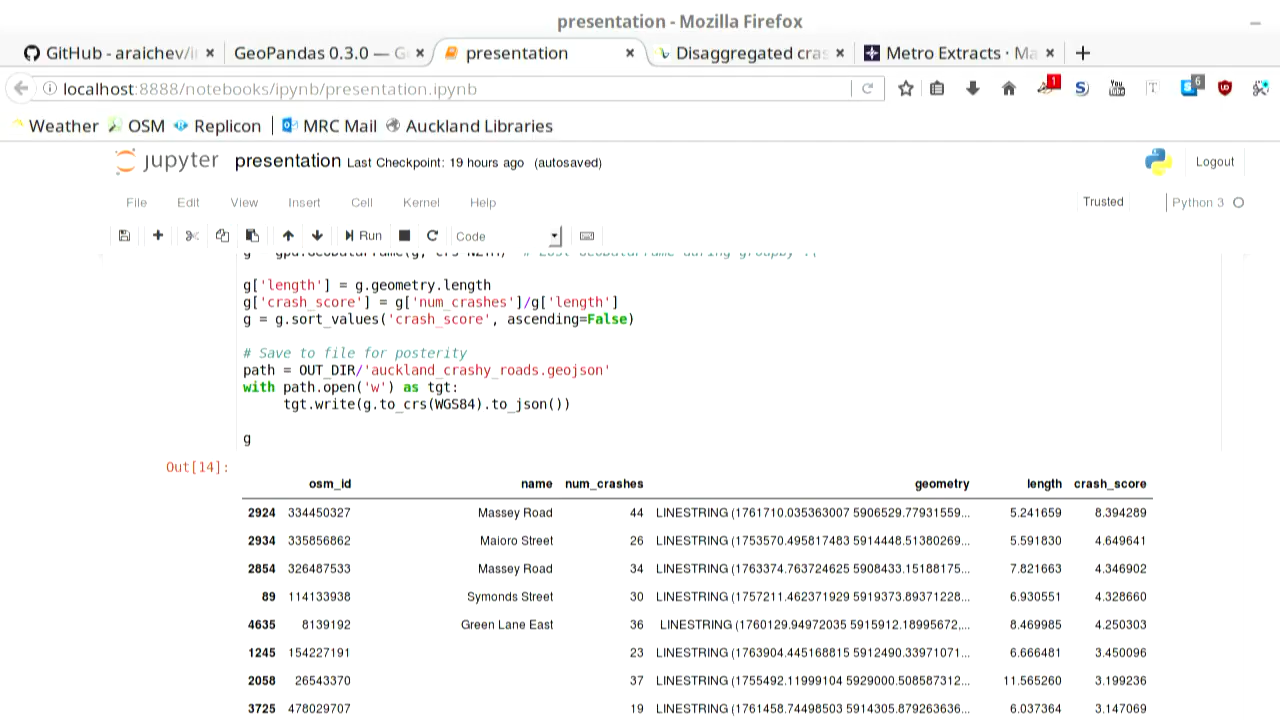 presentation - Mozilla Firefox
GitHub - araichev/i × GeoPandas 0.3.0 — G × presentation × Disaggregated cras × Metro Extracts · Ma × +
localhost:8888/notebooks/ipynb/presentation.ipynb
1 S You Tube T S 6
Weather OSM Replicon MRC Mail Auckland Libraries
jupyter presentation Last Checkpoint: 19 hours ago (autosaved) Logout
File Edit View Insert Cell Kernel Help Trusted Python 3
Run Code
g['length'] = g.geometry.length
g['crash_score'] = g['num_crashes']/g['length']
g = g.sort_values('crash_score', ascending=False)
# Save to file for posterity
path = OUT_DIR/'auckland_crashy_roads.geojson'
with path.open('w') as tgt:
tgt.write(g.to_crs(WGS84).to_json())
g
Out[14]:
osm_id name num_crashes geometry length crash_score
2924 334450327 Massey Road 44 LINESTRING (1761710.035363007 5906529.77931559... 5.241659 8.394289
2934 335856862 Maioro Street 26 LINESTRING (1753570.495817483 5914448.51380269... 5.591830 4.649641
2854 326487533 Massey Road 34 LINESTRING (1763374.763724625 5908433.15188175... 7.821663 4.346902
89 114133938 Symonds Street 30 LINESTRING (1757211.462371929 5919373.89371228... 6.930551 4.328660
4635 8139192 Green Lane East 36 LINESTRING (1760129.94972035 5915912.18995672,... 8.469985 4.250303
1245 154227191 23 LINESTRING (1763904.445168815 5912490.33971071... 6.666481 3.450096
2058 26543370 37 LINESTRING (1755492.11999104 5929000.508587312... 11.565260 3.199236
3725 478029707 19 LINESTRING (1761458.74498503 5914305.879263636... 6.037364 3.147069